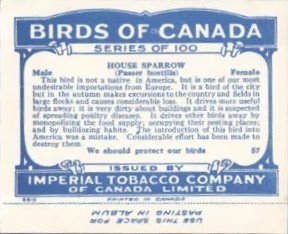 BIRDS OF CANADA
SERIES OF 100
HOUSE SPARROW
Male (Passer hostilis) Female
This bird is not a native in America, but is one of our most
undesirable importations from Europe. It is a bird of the city
but in the autumn makes excursions to the country and fields in
large flocks and causes considerable loss. It drives more useful
birds away; it is very dirty about buildings and it is suspected
of spreading poultry diseases. It drives other birds away by
monopolizing the food supply; occupying their nesting places;
and by bulldozing habits. The introduction of this bird into
America was a mistake. Considerable effort has been made to
destroy them.
We should protect our birds 57
ISSUED BY
IMPERIAL TOBACCO COMPANY
OF CANADA LIMITED
PRINTED IN CANADA
USE THIS SPACE FOR
PASTING IN ALBUM